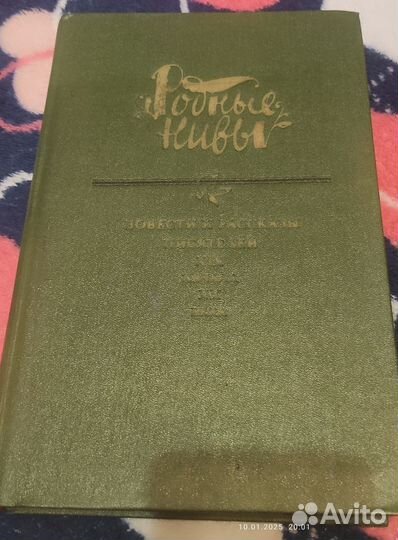 Родные
нивы
ПОВЕСТИ И РАССКАЗЫ
ПИСАТЕЛЕЙ
10.01.2025 20:01
Avito